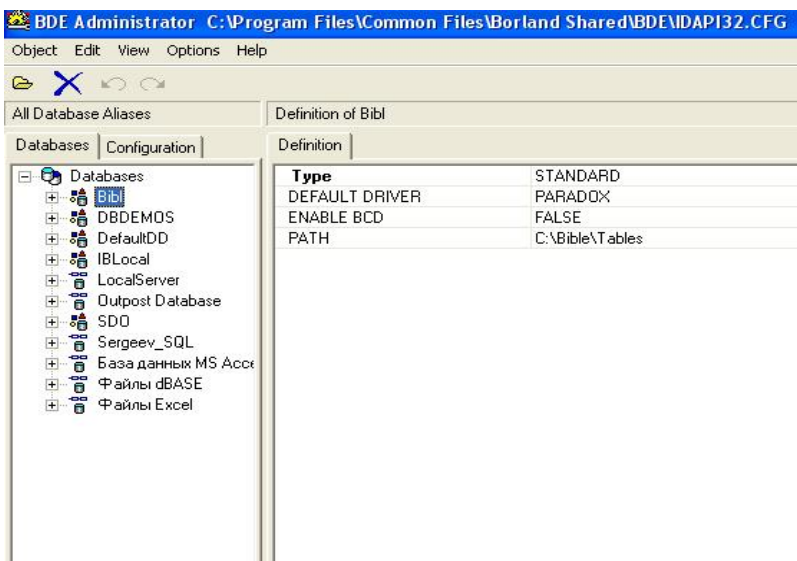 BDE Administrator C:\Program Files\Common Files\Borland Shared\BDE\IDAPI32.CFG
Object Edit View Options Help
All Database Aliases
Definition of Bibl
Databases Configuration
Definition
Databases
Bibl
DBDEMOS
DefaultDD
IBLocal
LocalServer
Outpost Database
SDO
Sergeev_SQL
База данных MS Acce
Файлы dBASE
Файлы Excel
Type STANDARD
DEFAULT DRIVER PARADOX
ENABLE BCD FALSE
PATH C:\Bible\Tables